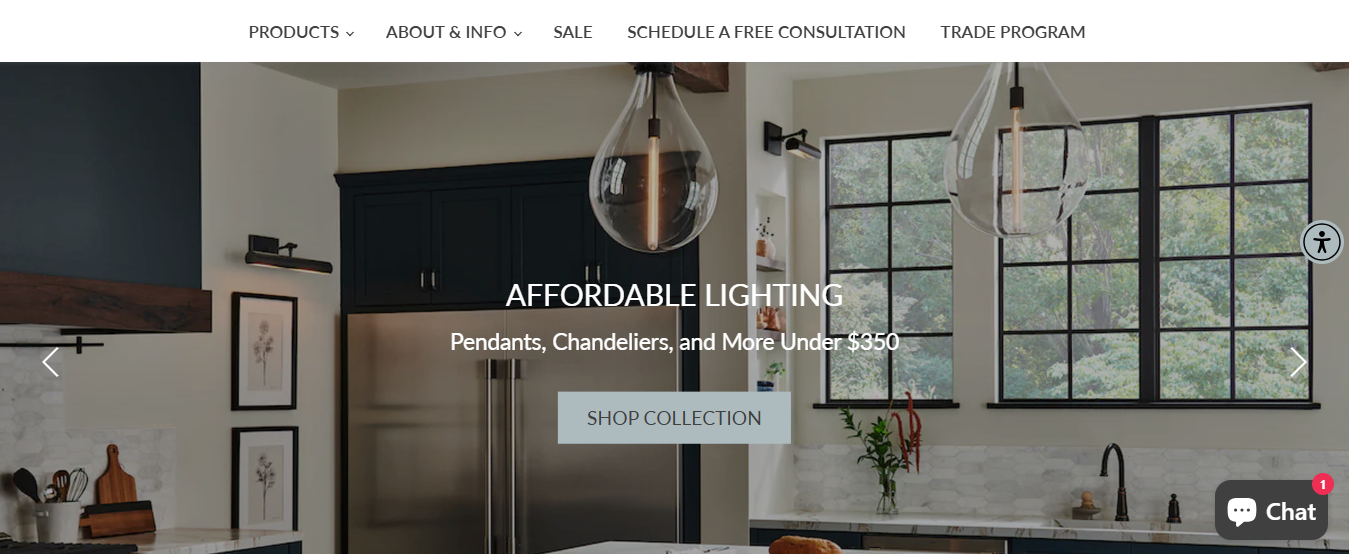 PRODUCTS ABOUT & INFO SALE SCHEDULE A FREE CONSULTATION TRADE PROGRAM
AFFORDABLE LIGHTING
Pendants, Chandeliers, and More Under $350
SHOP COLLECTION
1
Chat